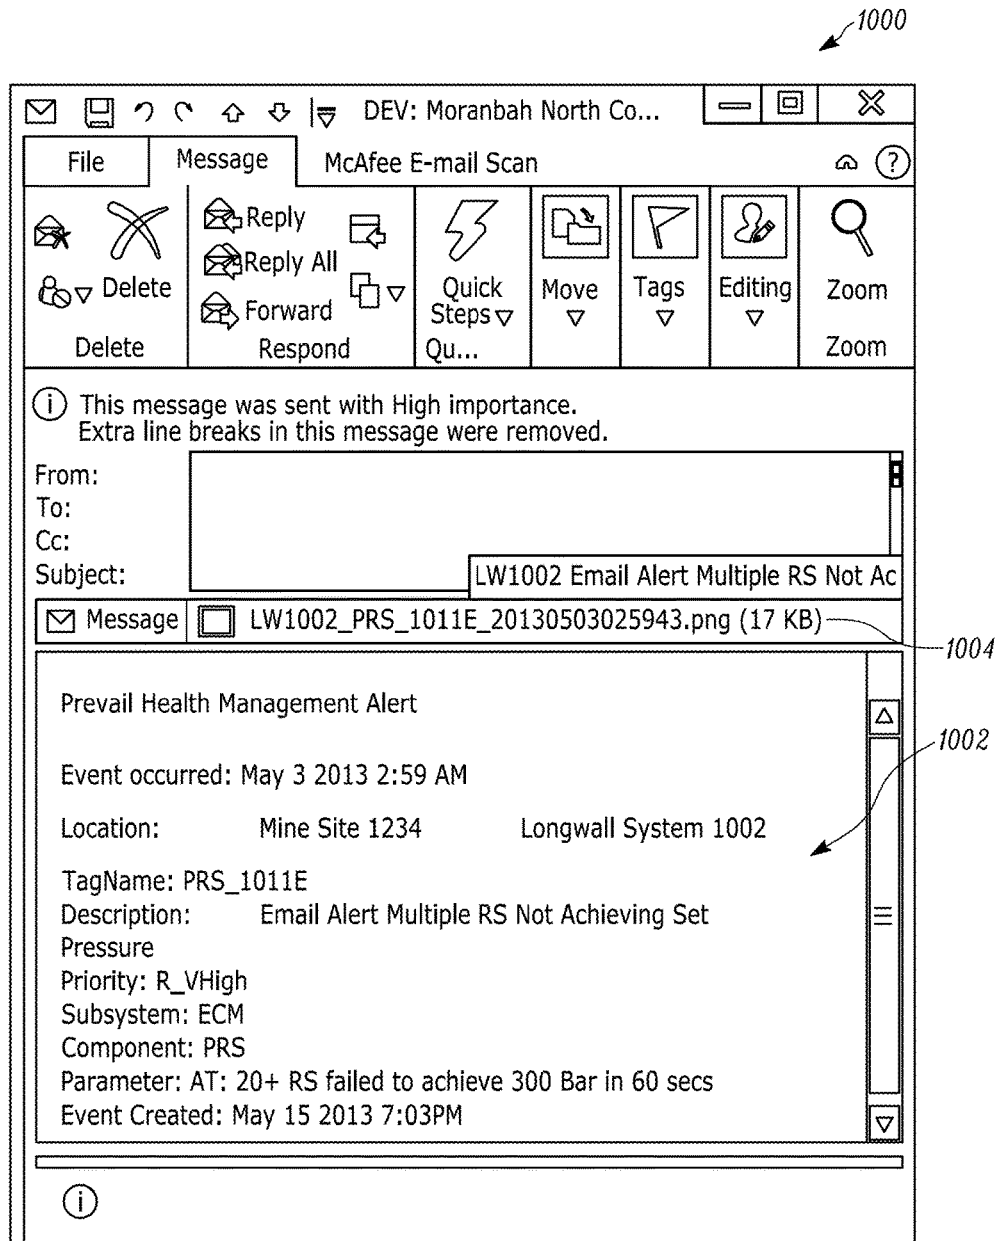 1000
DEV: Moranbah North Co...
File Message McAfee E-mail Scan ?
Reply
Reply All
Delete Quick Move Tags Editing Zoom
Forward Steps
Delete Respond Qu... Zoom
i This message was sent with High importance.
Extra line breaks in this message were removed.
From:
To:
Cc:
Subject: LW1002 Email Alert Multiple RS Not Ac
Message LW1002_PRS_1011E_20130503025943.png (17 KB)
1004
Prevail Health Management Alert
1002
Event occurred: May 3 2013 2:59 AM
Location: Mine Site 1234 Longwall System 1002
TagName: PRS_1011E
Description: Email Alert Multiple RS Not Achieving Set
Pressure
Priority: R_VHigh
Subsystem: ECM
Component: PRS
Parameter: AT: 20+ RS failed to achieve 300 Bar in 60 secs
Event Created: May 15 2013 7:03PM
i